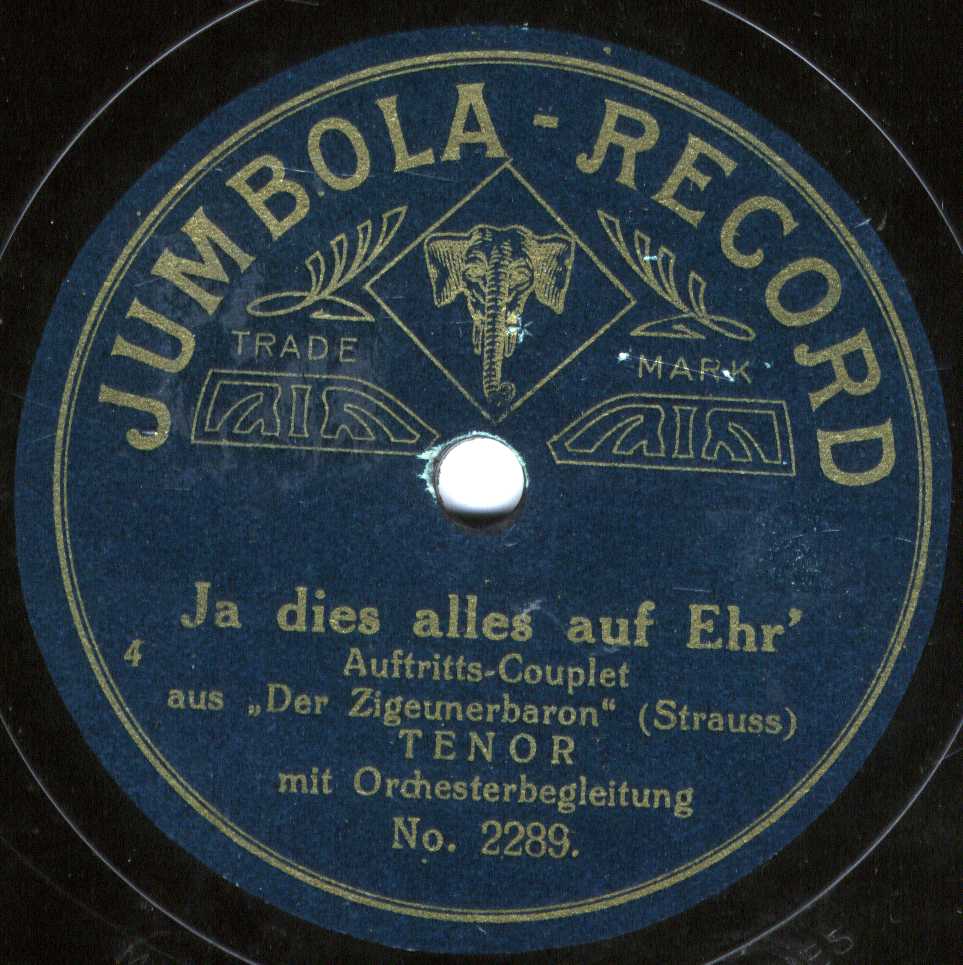 JUMBOLA-RECORD
TRADE MARK
Ja dies alles auf Ehr’
4
Auftritts-Couplet
aus „Der Zigeunerbaron“ (Strauss)
TENOR
mit Orchesterbegleitung
No. 2289.